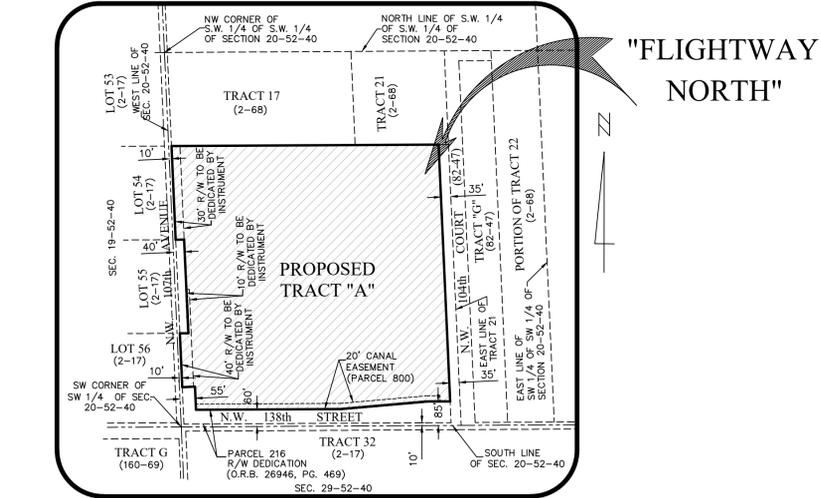 NW CORNER OF
S.W. 1/4 OF S.W. 1/4
OF SECTION 20-52-40
NORTH LINE OF S.W. 1/4
OF S.W. 1/4 OF
SECTION 20-52-40
"FLIGHTWAY
NORTH"
N
LOT 53
(2-17)
WEST LINE OF
SEC. 20-52-40
TRACT 17
(2-68)
TRACT 21
(2-68)
10'
30' R/W TO BE
DEDICATED BY
INSTRUMENT
LOT 54
(2-17)
SEC. 19-52-40
40'
N.W. 107th AVENUE
LOT 55
(2-17)
10' R/W TO BE
DEDICATED BY
INSTRUMENT
PROPOSED
TRACT "A"
35'
N.W. 104th COURT
(82-47)
TRACT "G"
(82-47)
PORTION OF TRACT 22
(2-68)
40' R/W TO BE
DEDICATED BY
INSTRUMENT
LOT 56
(2-17)
10'
20' CANAL
EASEMENT
(PARCEL 800)
EAST LINE OF
TRACT 21
EAST LINE OF
SW 1/4 OF SW 1/4 OF
SECTION 20-52-40
35'
SW CORNER OF
SW 1/4 OF SEC.
20-52-40
55'
60'
85'
N.W. 138th STREET
TRACT G
(160-69)
PARCEL 216
R/W DEDICATION
(O.R.B. 26946, PG. 469)
TRACT 32
(2-17)
10'
SOUTH LINE
OF SEC. 20-52-40
SEC. 29-52-40